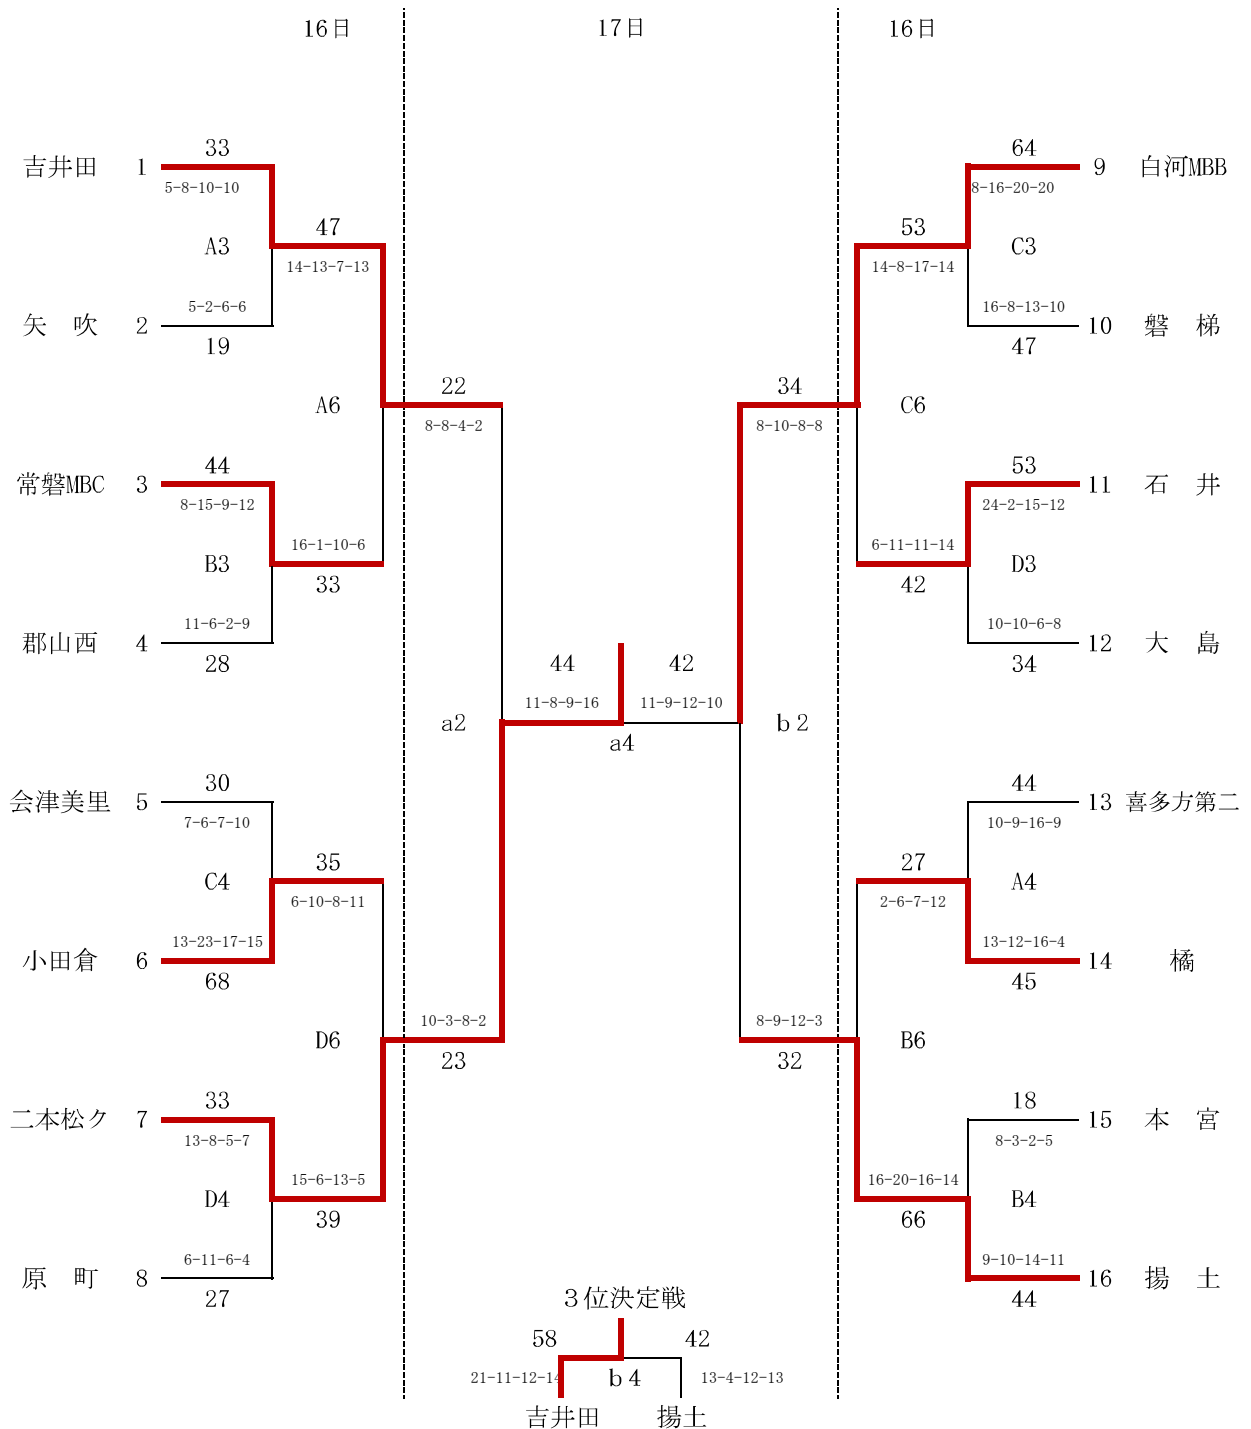 16日 17日 16日
33 64
吉井田 1 9 白河MBB
5-8-10-10 8-16-20-20
47 53
A3 C3
14-13-7-13 14-8-17-14
5-2-6-6 16-8-13-10
矢　吹 2 10 磐　梯
19 47
22 34
A6 C6
8-8-4-2 8-10-8-8
44 53
常磐MBC 3 11 石　井
8-15-9-12 24-2-15-12
16-1-10-6 6-11-11-14
B3 D3
33 42
11-6-2-9 10-10-6-8
郡山西 4 12 大　島
28 44 42 34
11-8-9-16 11-9-12-10
a2 b２
a4
30 44
会津美里 5 13 喜多方第二
7-6-7-10 10-9-16-9
35 27
C4 A4
6-10-8-11 2-6-7-12
13-23-17-15 13-12-16-4
小田倉 6 14 橘
68 45
10-3-8-2 8-9-12-3
D6 B6
23 32
33 18
二本松ク 7 15 本　宮
13-8-5-7 8-3-2-5
15-6-13-5 16-20-16-14
D4 B4
39 66
6-11-6-4 9-10-14-11
原　町 8 16 揚　土
27 44
３位決定戦
58 42
21-11-12-14 b４ 13-4-12-13
吉井田 揚土